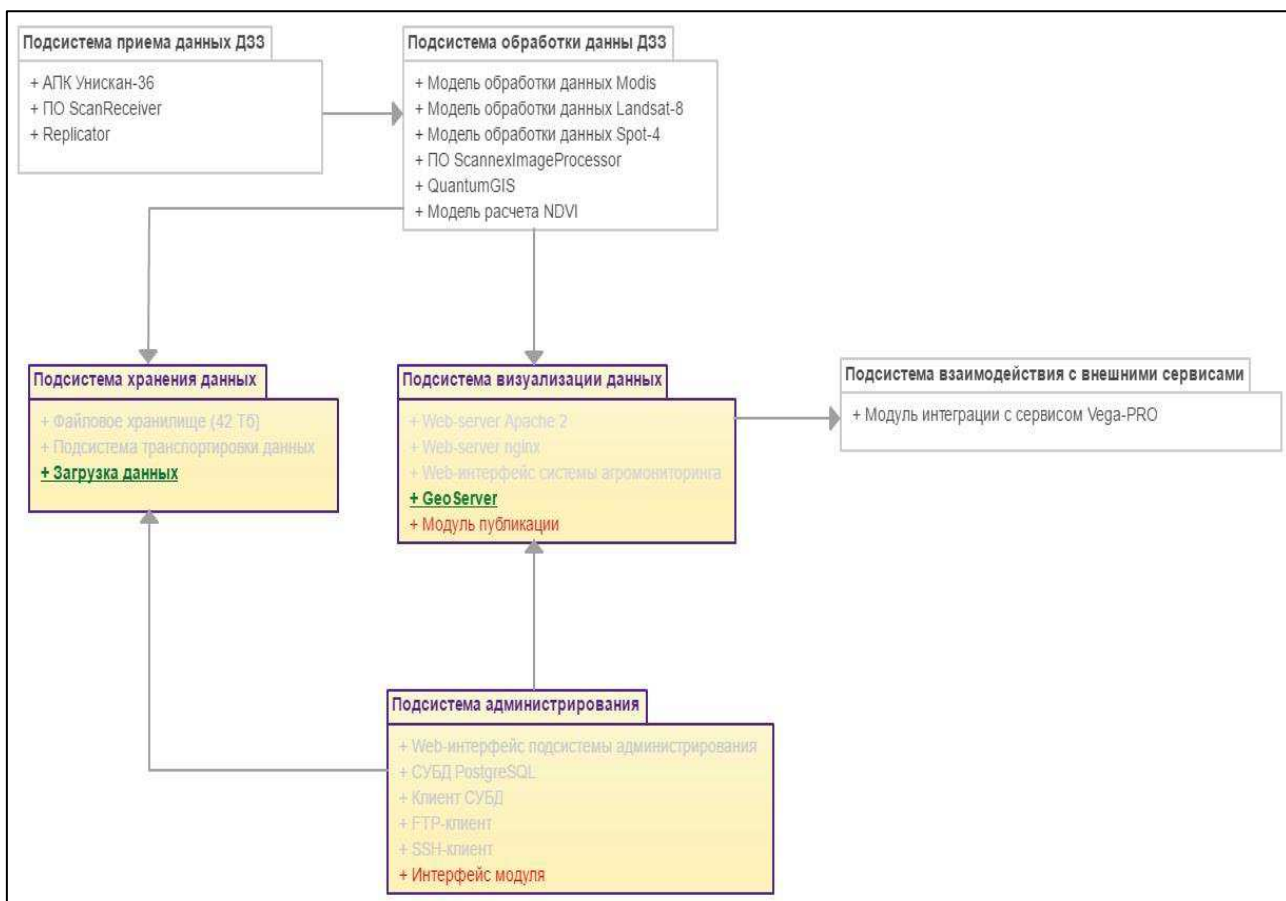 Подсистема приема данных ДЗЗ
+ АПК Унискан-36
+ ПО ScanReceiver
+ Replicator
Подсистема обработки данны ДЗЗ
+ Модель обработки данных Modis
+ Модель обработки данных Landsat-8
+ Модель обработки данных Spot-4
+ ПО ScannexImageProcessor
+ QuantumGIS
+ Модель расчета NDVI
Подсистема хранения данных
+ Файловое хранилище (42 Тб)
+ Подсистема транспортировки данных
+ Загрузка данных
Подсистема визуализации данных
+ Web-server Apache 2
+ Web-server nginx
+ Web-интерфейс системы агромониторинга
+ GeoServer
+ Модуль публикации
Подсистема взаимодействия с внешними сервисами
+ Модуль интеграции с сервисом Vega-PRO
Подсистема администрирования
+ Web-интерфейс подсистемы администрирования
+ СУБД PostgreSQL
+ Клиент СУБД
+ FTP-клиент
+ SSH-клиент
+ Интерфейс модуля